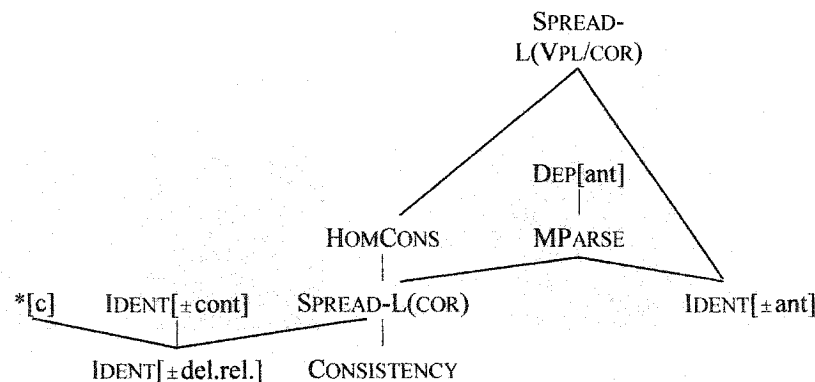 SPREAD-
L(VPL/COR)
DEP[ant]
HOMCONS MPARSE
*[c] IDENT[±cont] SPREAD-L(COR) IDENT[±ant]
IDENT[±del.rel.] CONSISTENCY